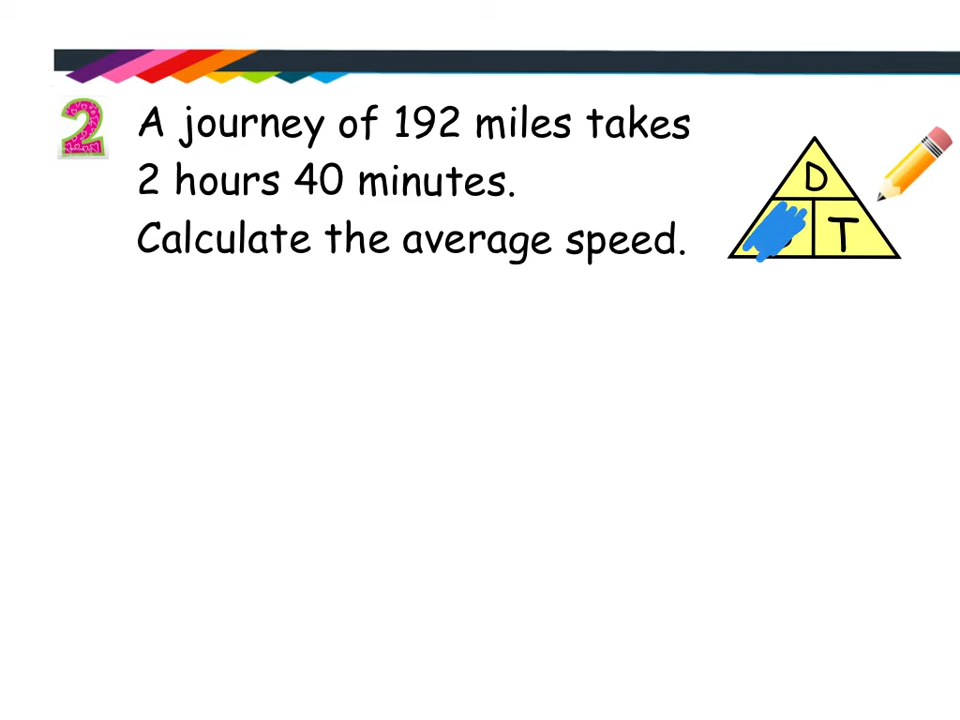 2
A journey of 192 miles takes
2 hours 40 minutes.
Calculate the average speed.
D
T